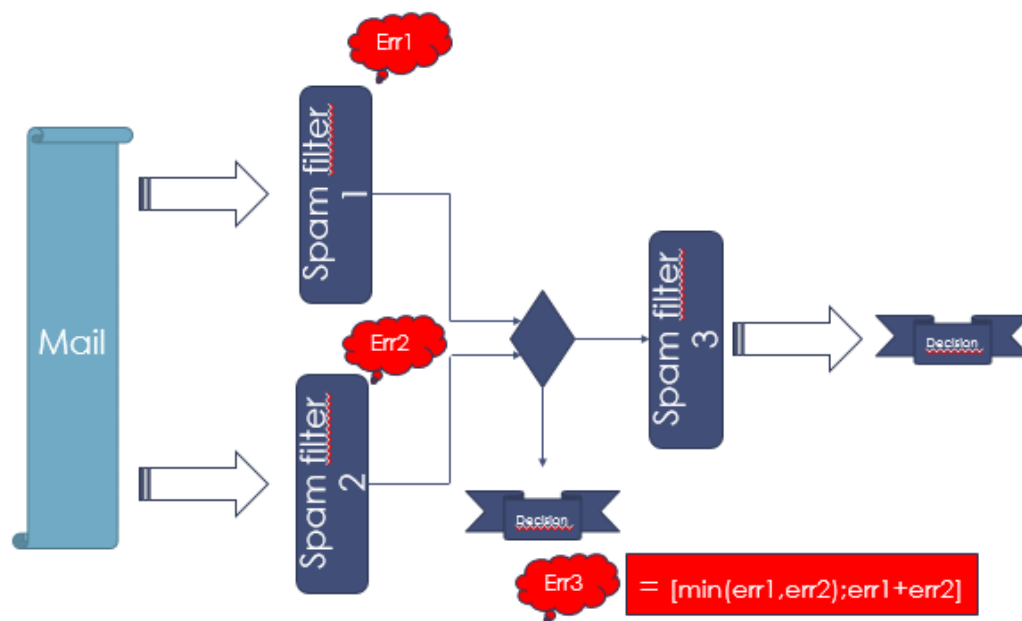 Err1
Spam filter
1
Mail
Err2
Spam filter
2
Spam filter
3
Decision
Decision
Err3
= [min(err1,err2);err1+err2]